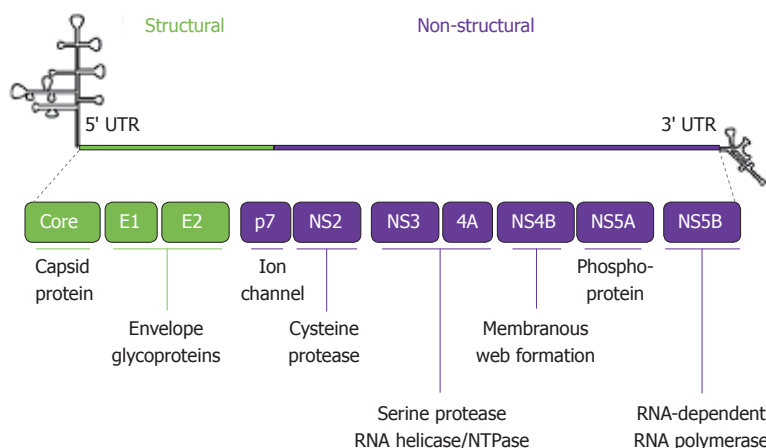 Structural
Non-structural
5' UTR
3' UTR
Core
E1
E2
p7
NS2
NS3
4A
NS4B
NS5A
NS5B
Capsid
protein
Ion
channel
Phospho-
protein
Envelope
glycoproteins
Cysteine
protease
Membranous
web formation
Serine protease
RNA helicase/NTPase
RNA-dependent
RNA polymerase